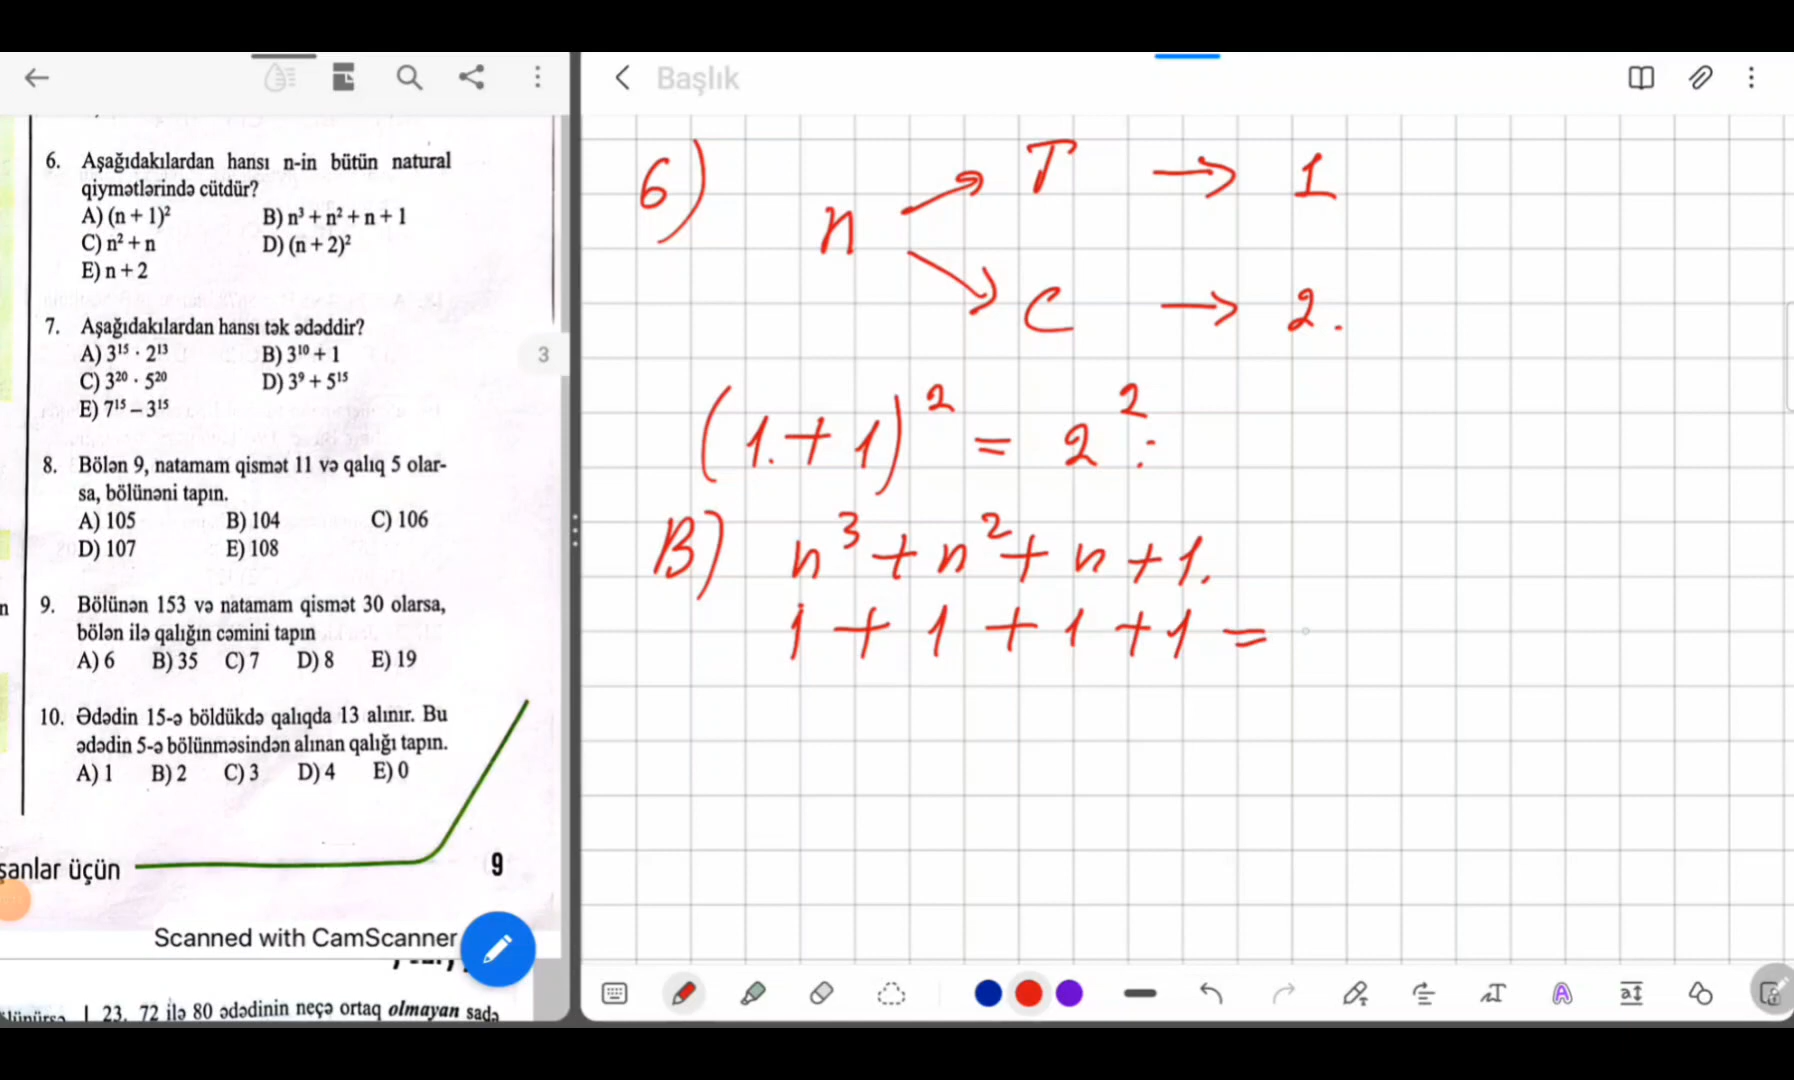 6. Aşağıdakılardan hansı n-in bütün natural
qiymətlərində cütdür?
A) (n + 1)² B) n³ + n² + n + 1
C) n² + n D) (n + 2)²
E) n + 2
7. Aşağıdakılardan hansı tək ədəddir?
A) 3¹⁵ · 2¹³ B) 3¹⁰ + 1
C) 3²⁰ · 5²⁰ D) 3⁹ + 5¹⁵
E) 7¹⁵ – 3¹⁵
3
8. Bölən 9, natamam qismət 11 və qalıq 5 olar-
sa, bölünəni tapın.
A) 105 B) 104 C) 106
D) 107 E) 108
n
9. Bölünən 153 və natamam qismət 30 olarsa,
bölən ilə qalığın cəmini tapın
A) 6 B) 35 C) 7 D) 8 E) 19
10. Ədədin 15-ə böldükdə qalıqda 13 alınır. Bu
ədədin 5-ə bölünməsindən alınan qalığı tapın.
A) 1 B) 2 C) 3 D) 4 E) 0
şanlar üçün 9
Scanned with CamScanner
23. 72 ilə 80 ədədinin neçə ortaq olmayan sadə
Başlık
6) n T → 1
C → 2.
(1.+1)² = 2².
B) n³ + n² + n + 1.
1 + 1 + 1 + 1 =